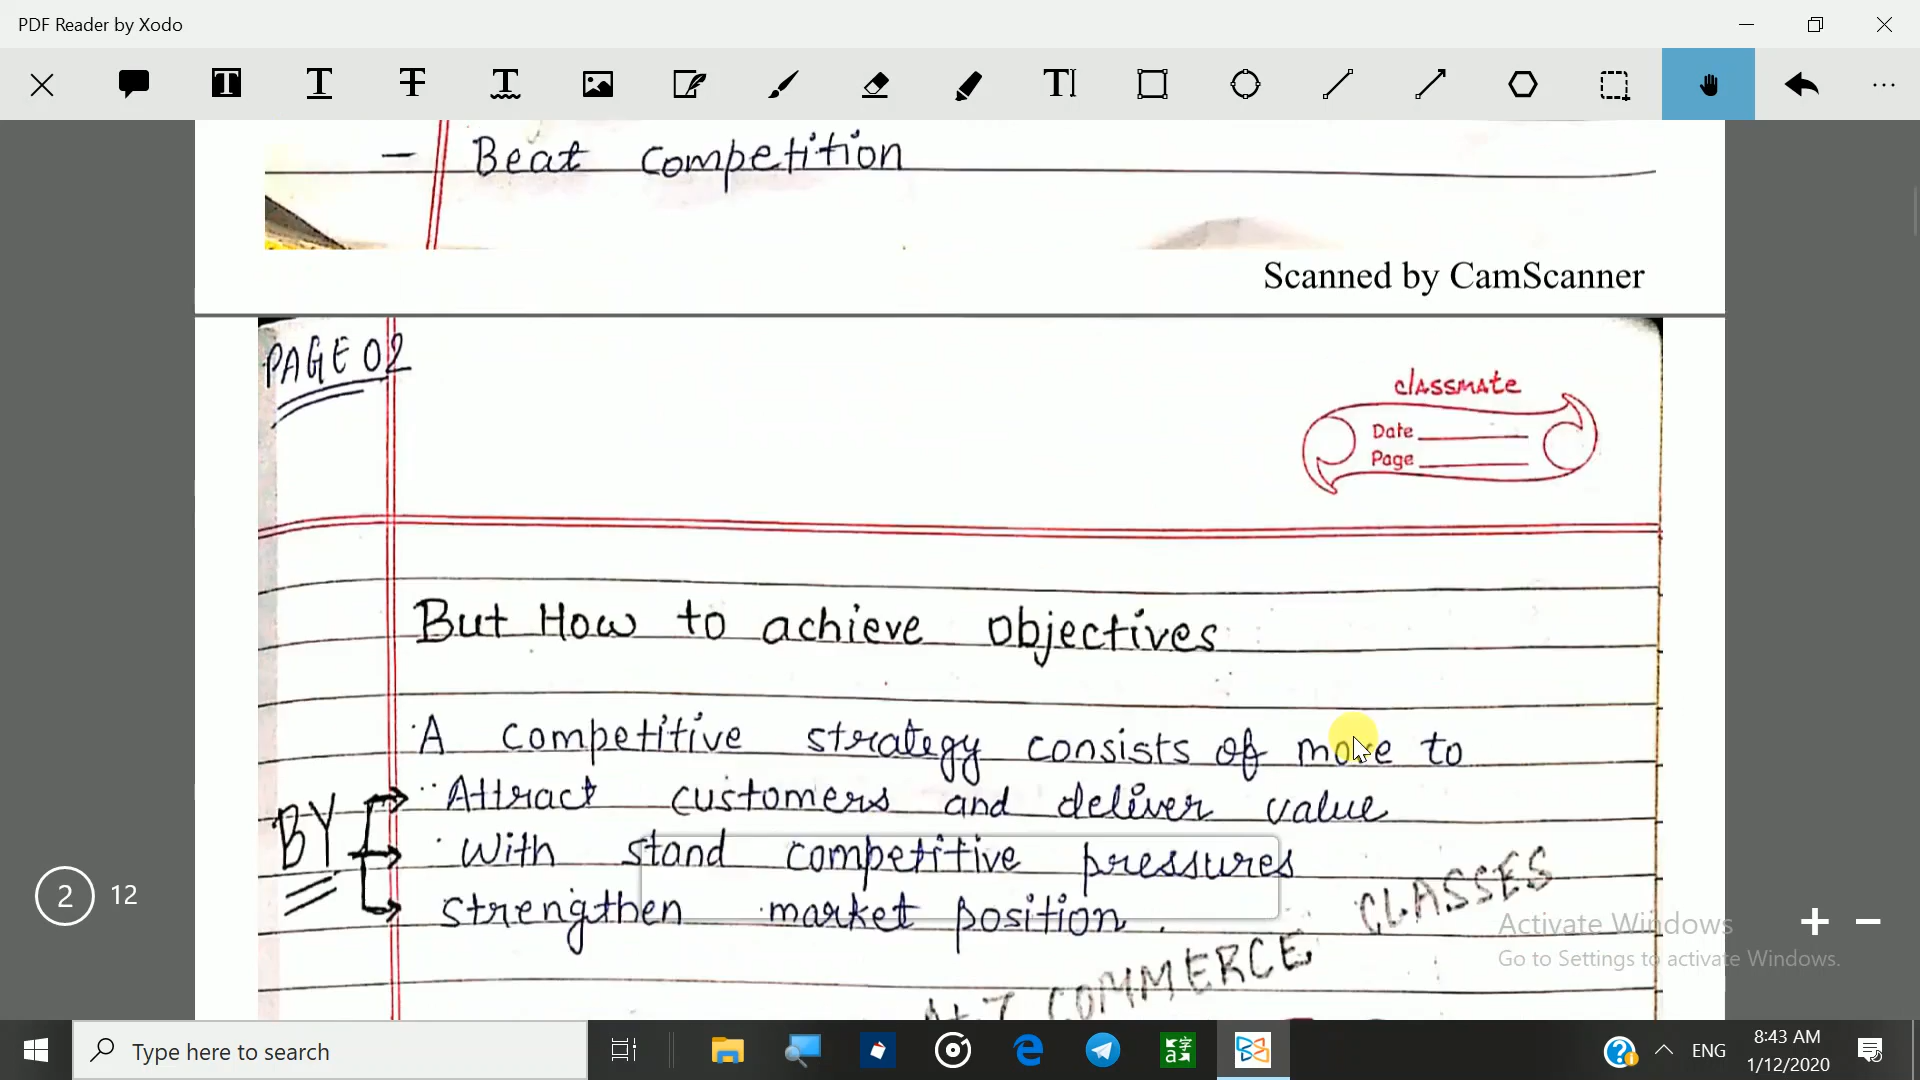 PDF Reader by Xodo
— Beat competition
Scanned by CamScanner
PAGE 02
classmate
Date
Page
But How to achieve objectives
A competitive strategy consists of move to
BY
Attract customers and deliver value
With stand competitive pressures
strengthen market position.
COMMERCE CLASSES
2 12
Activate Windows
Go to Settings to activate Windows.
Type here to search
ENG
8:43 AM
1/12/2020